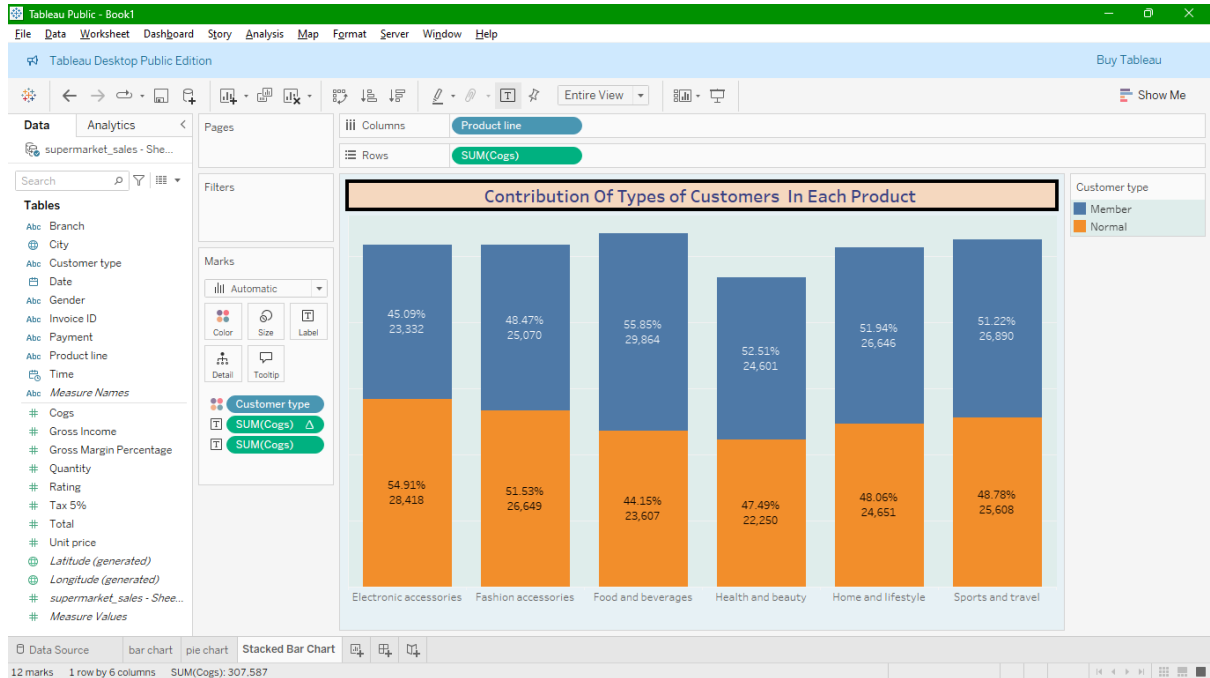 Tableau Public - Book1
File Data Worksheet Dashboard Story Analysis Map Format Server Window Help
Tableau Desktop Public Edition
Buy Tableau
Entire View
Show Me
Data
Analytics
supermarket_sales - She...
Search
Tables
Abc Branch
City
Abc Customer type
Date
Abc Gender
Abc Invoice ID
Abc Payment
Abc Product line
Time
Abc Measure Names
# Cogs
# Gross Income
# Gross Margin Percentage
# Quantity
# Rating
# Tax 5%
# Total
# Unit price
Latitude (generated)
Longitude (generated)
# supermarket_sales - Shee...
# Measure Values
Pages
Filters
Marks
Automatic
Color
Size
T
Label
Detail
Tooltip
Customer type
T SUM(Cogs) Δ
T SUM(Cogs)
Columns
Product line
Rows
SUM(Cogs)
Contribution Of Types of Customers In Each Product
45.09%
23,332
54.91%
28,418
48.47%
25,070
51.53%
26,649
55.85%
29,864
44.15%
23,607
52.51%
24,601
47.49%
22,250
51.94%
26,646
48.06%
24,651
51.22%
26,890
48.78%
25,608
Electronic accessories
Fashion accessories
Food and beverages
Health and beauty
Home and lifestyle
Sports and travel
Customer type
Member
Normal
Data Source
bar chart
pie chart
Stacked Bar Chart
12 marks 1 row by 6 columns SUM(Cogs): 307,587